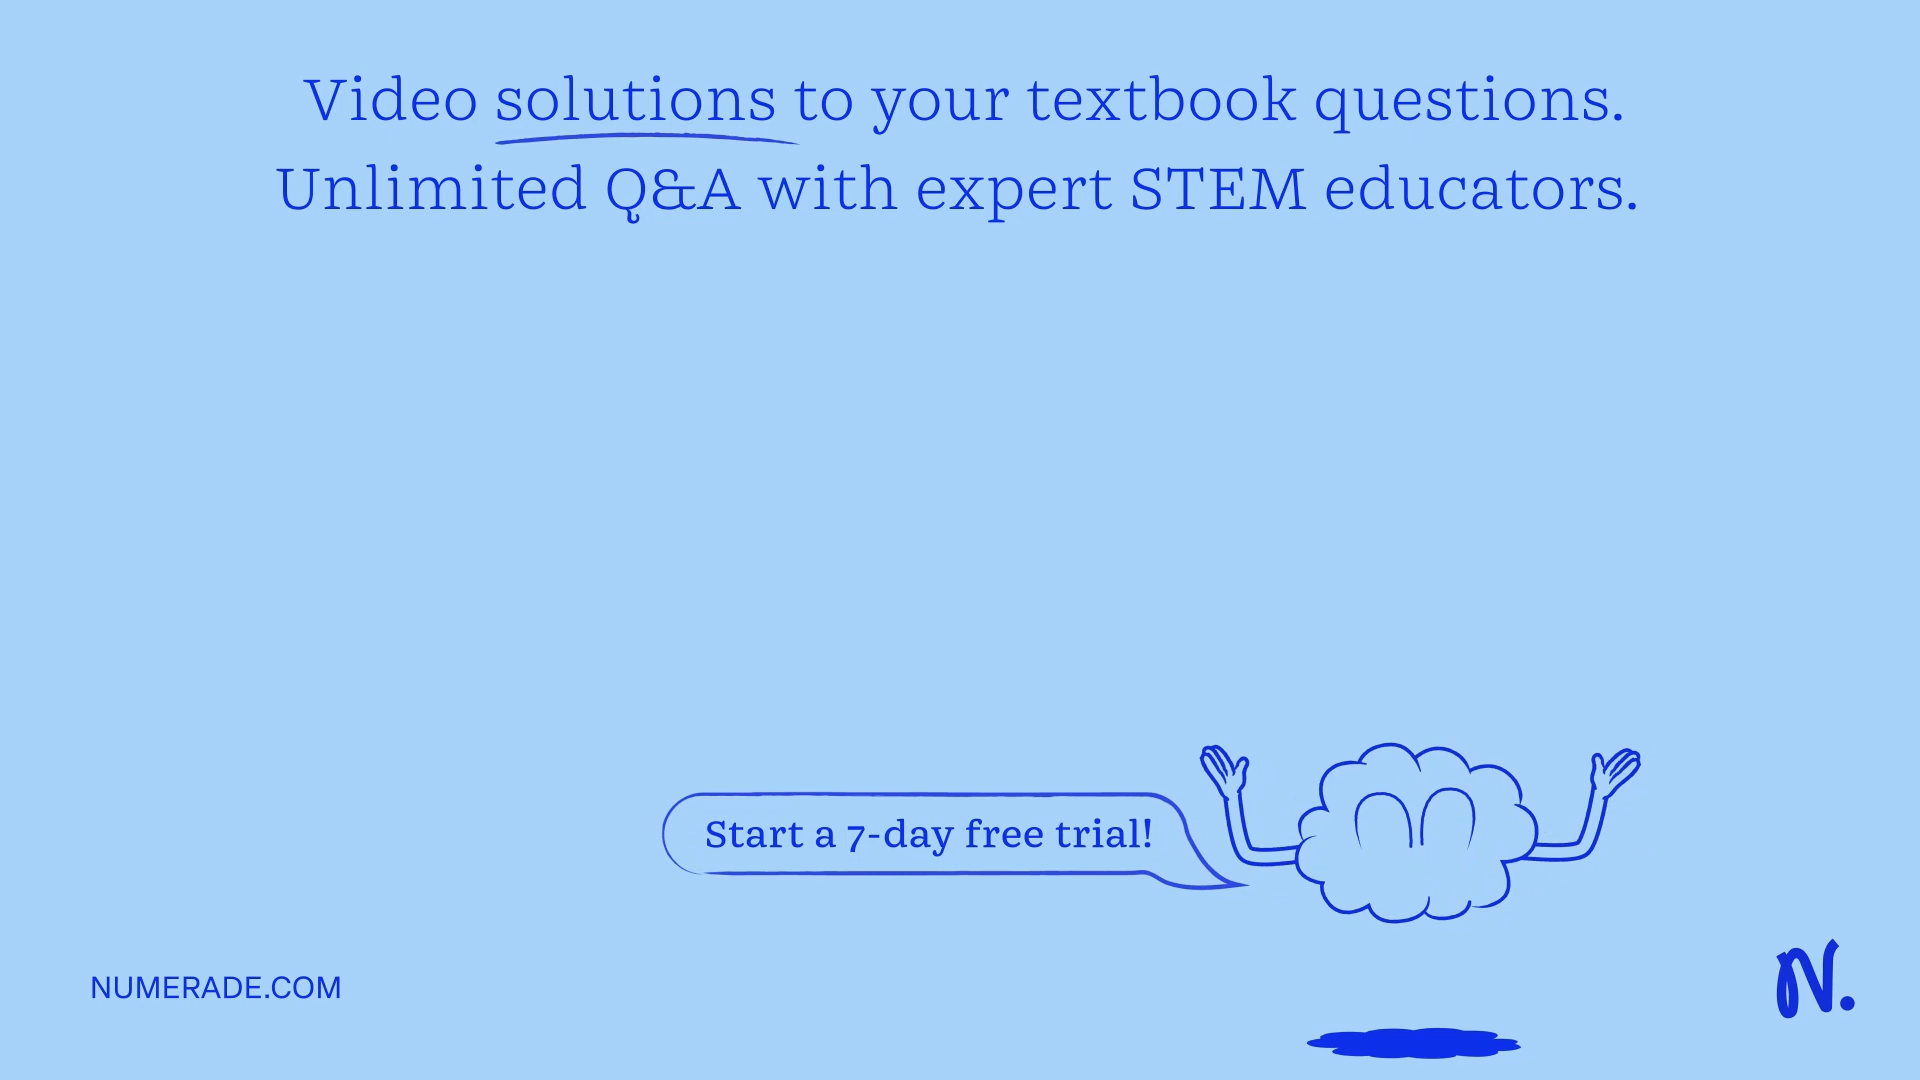 Video solutions to your textbook questions.
Unlimited Q&A with expert STEM educators.
Start a 7-day free trial!
NUMERADE.COM
N.